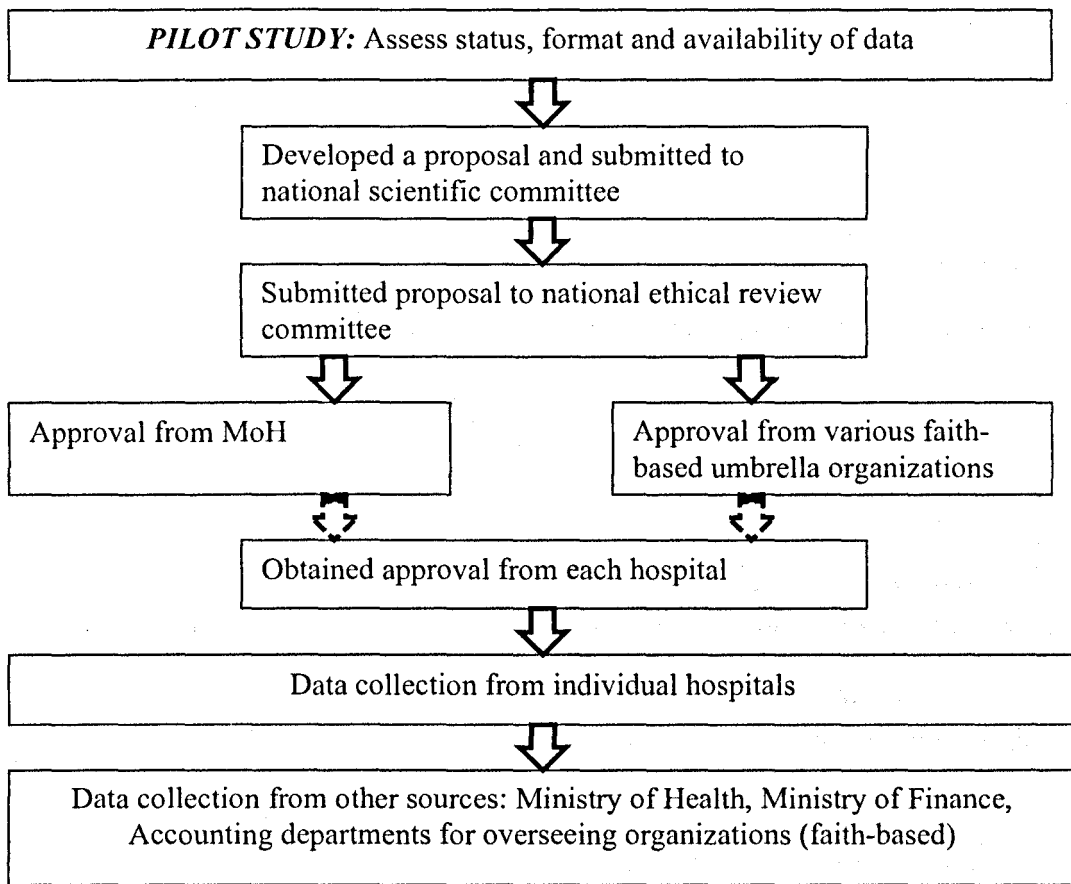 PILOT STUDY: Assess status, format and availability of data
Developed a proposal and submitted to
national scientific committee
Submitted proposal to national ethical review
committee
Approval from MoH
Approval from various faith-
based umbrella organizations
Obtained approval from each hospital
Data collection from individual hospitals
Data collection from other sources: Ministry of Health, Ministry of Finance,
Accounting departments for overseeing organizations (faith-based)